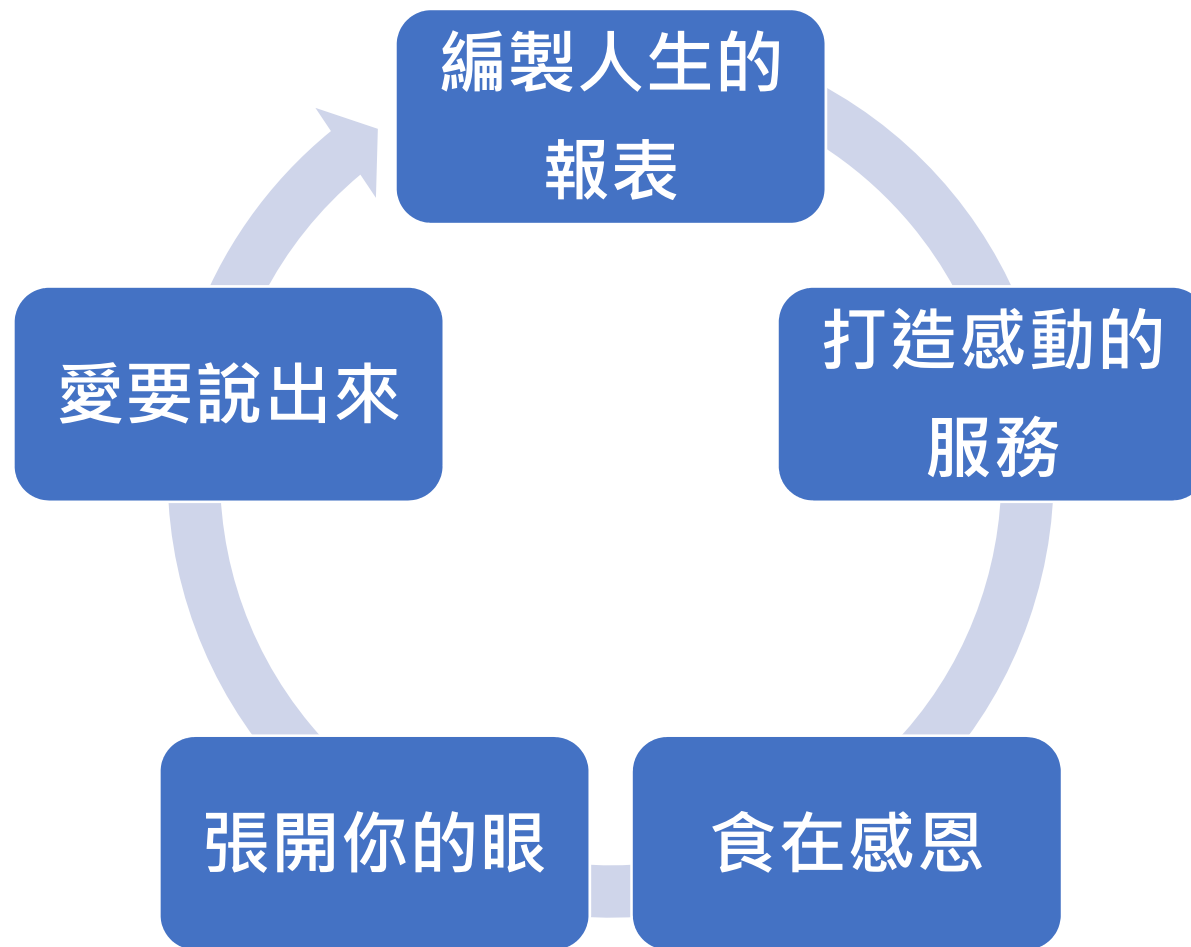 編製人生的
報表
打造感動的
服務
食在感恩
張開你的眼
愛要說出來